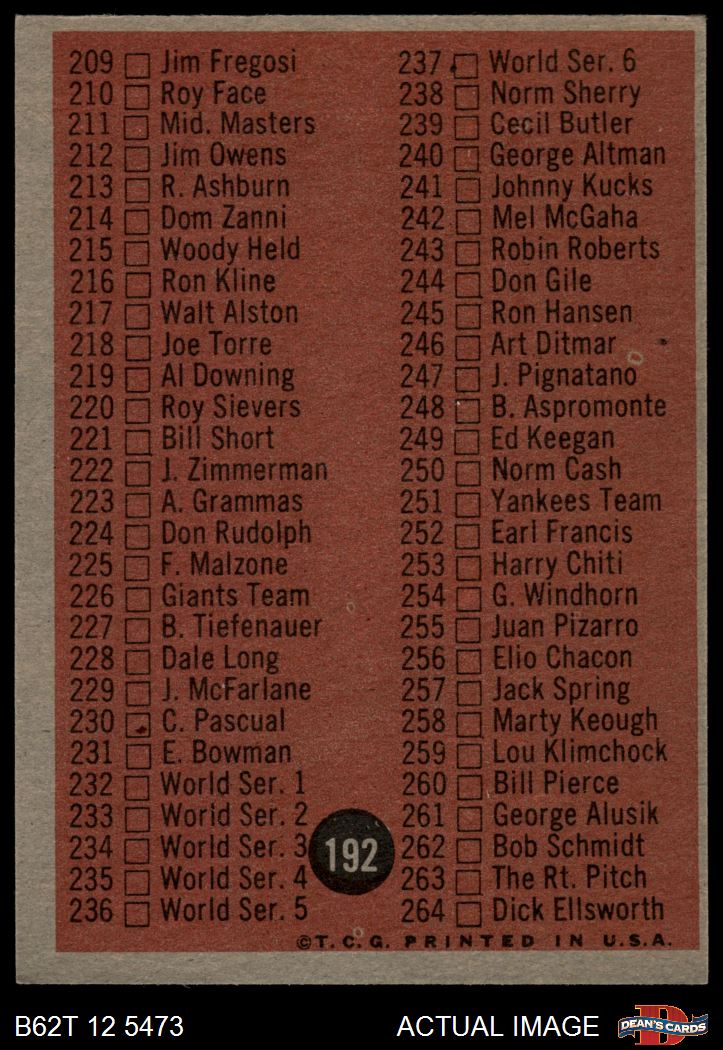 209 Jim Fregosi
210 Roy Face
211 Mid. Masters
212 Jim Owens
213 R. Ashburn
214 Dom Zanni
215 Woody Held
216 Ron Kline
217 Walt Alston
218 Joe Torre
219 Al Downing
220 Roy Sievers
221 Bill Short
222 J. Zimmerman
223 A. Grammas
224 Don Rudolph
225 F. Malzone
226 Giants Team
227 B. Tiefenauer
228 Dale Long
229 J. McFarlane
230 C. Pascual
231 E. Bowman
232 World Ser. 1
233 World Ser. 2
234 World Ser. 3
235 World Ser. 4
236 World Ser. 5
192
237 World Ser. 6
238 Norm Sherry
239 Cecil Butler
240 George Altman
241 Johnny Kucks
242 Mel McGaha
243 Robin Roberts
244 Don Gile
245 Ron Hansen
246 Art Ditmar
247 J. Pignatano
248 B. Aspromonte
249 Ed Keegan
250 Norm Cash
251 Yankees Team
252 Earl Francis
253 Harry Chiti
254 G. Windhorn
255 Juan Pizarro
256 Elio Chacon
257 Jack Spring
258 Marty Keough
259 Lou Klimchock
260 Bill Pierce
261 George Alusik
262 Bob Schmidt
263 The Rt. Pitch
264 Dick Ellsworth
©T. C. G. PRINTED IN U.S.A.
B62T 12 5473 ACTUAL IMAGE DEAN'S CARDS